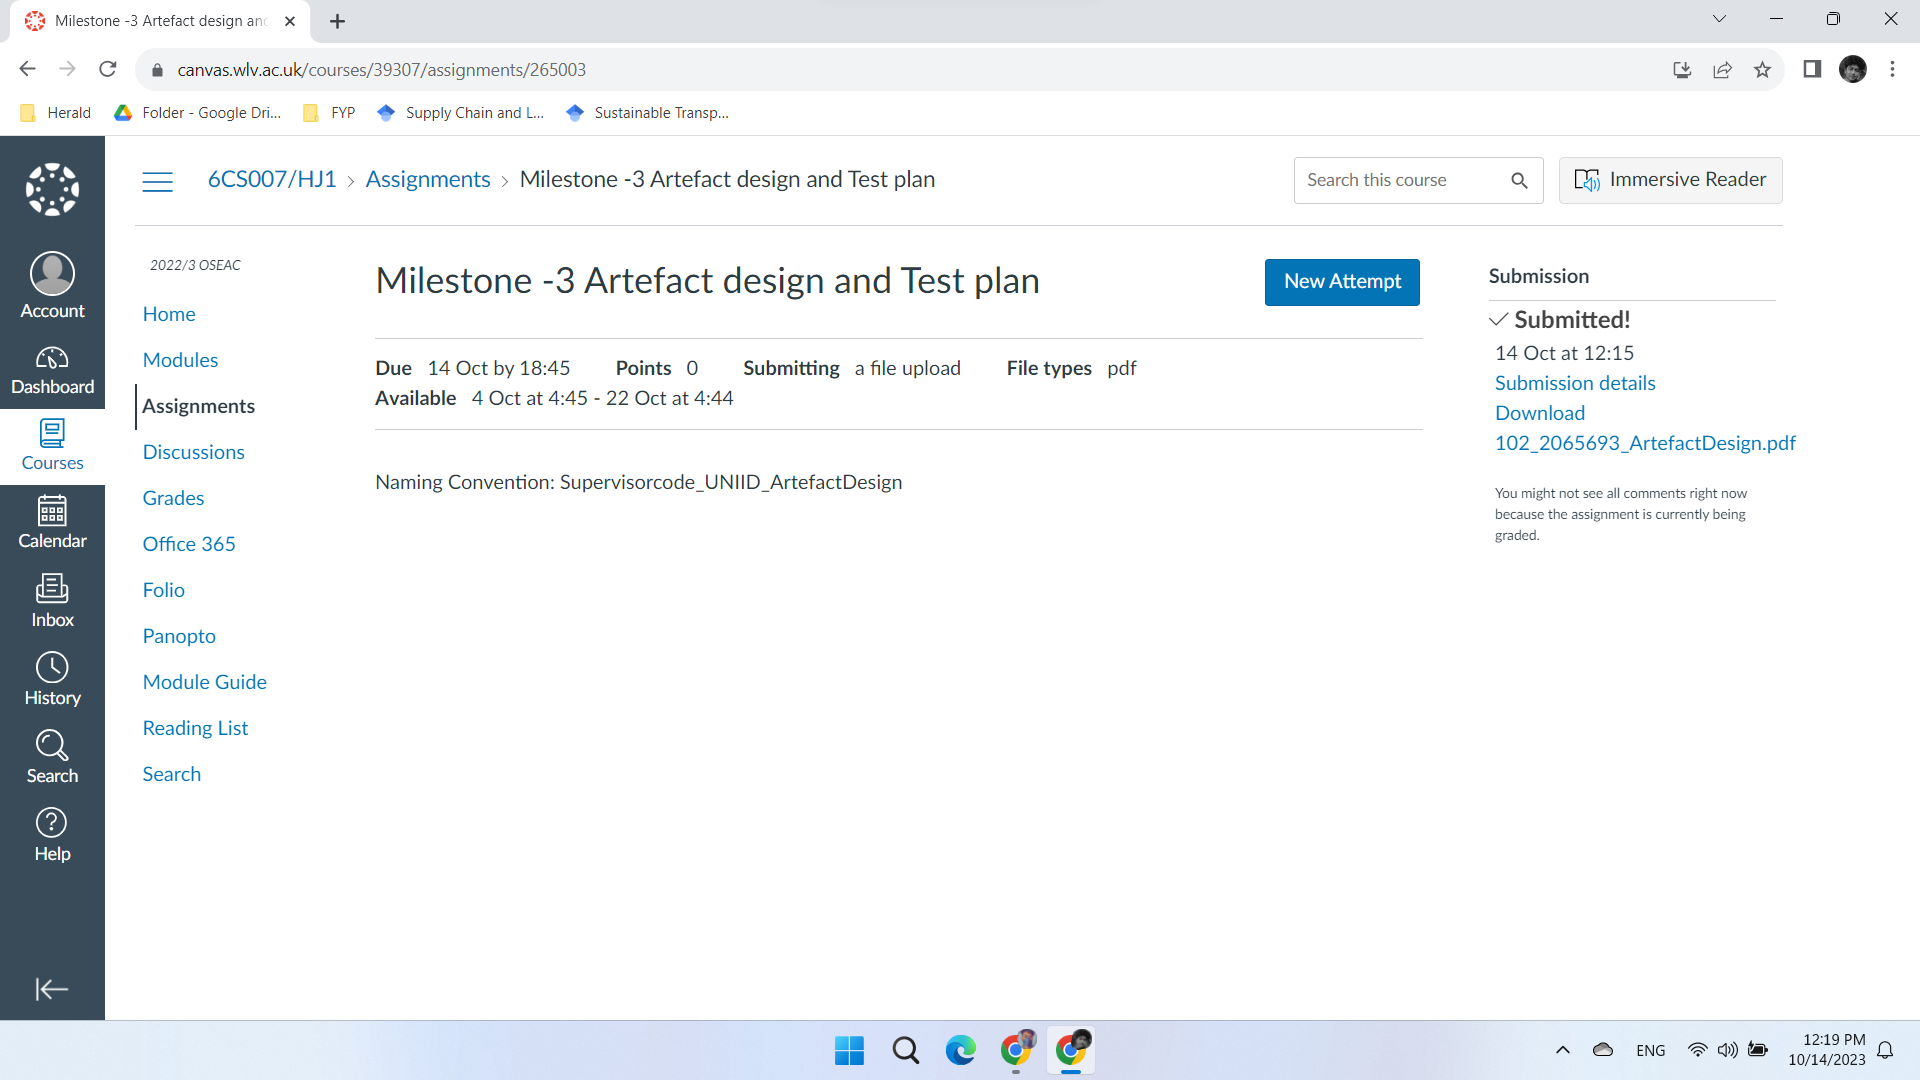 Milestone -3 Artefact design an
canvas.wlv.ac.uk/courses/39307/assignments/265003
Herald
Folder - Google Dri...
FYP
Supply Chain and L...
Sustainable Transp...
6CS007/HJ1 › Assignments › Milestone -3 Artefact design and Test plan
Search this course
Immersive Reader
Account
Dashboard
Courses
Calendar
Inbox
History
Search
Help
2022/3 OSEAC
Home
Modules
Assignments
Discussions
Grades
Office 365
Folio
Panopto
Module Guide
Reading List
Search
Milestone -3 Artefact design and Test plan
New Attempt
Due 14 Oct by 18:45 Points 0 Submitting a file upload File types pdf
Available 4 Oct at 4:45 - 22 Oct at 4:44
Naming Convention: Supervisorcode_UNIID_ArtefactDesign
Submission
Submitted!
14 Oct at 12:15
Submission details
Download
102_2065693_ArtefactDesign.pdf
You might not see all comments right now
because the assignment is currently being
graded.
ENG
12:19 PM
10/14/2023